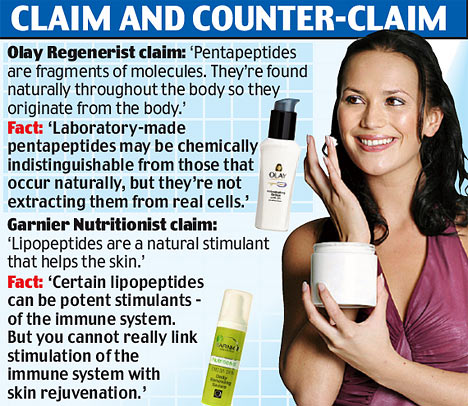 CLAIM AND COUNTER-CLAIM
Olay Regenerist claim: ‘Pentapeptides
are fragments of molecules. They’re found
naturally throughout the body so they
originate from the body.’
Fact: ‘Laboratory-made
pentapeptides may be chemically
indistinguishable from those that
occur naturally, but they’re not
extracting them from real cells.’
Garnier Nutritionist claim:
‘Lipopeptides are a natural stimulant
that helps the skin.’
Fact: ‘Certain lipopeptides
can be potent stimulants -
of the immune system.
But you cannot really link
stimulation of the
immune system with
skin rejuvenation.’
OLAY